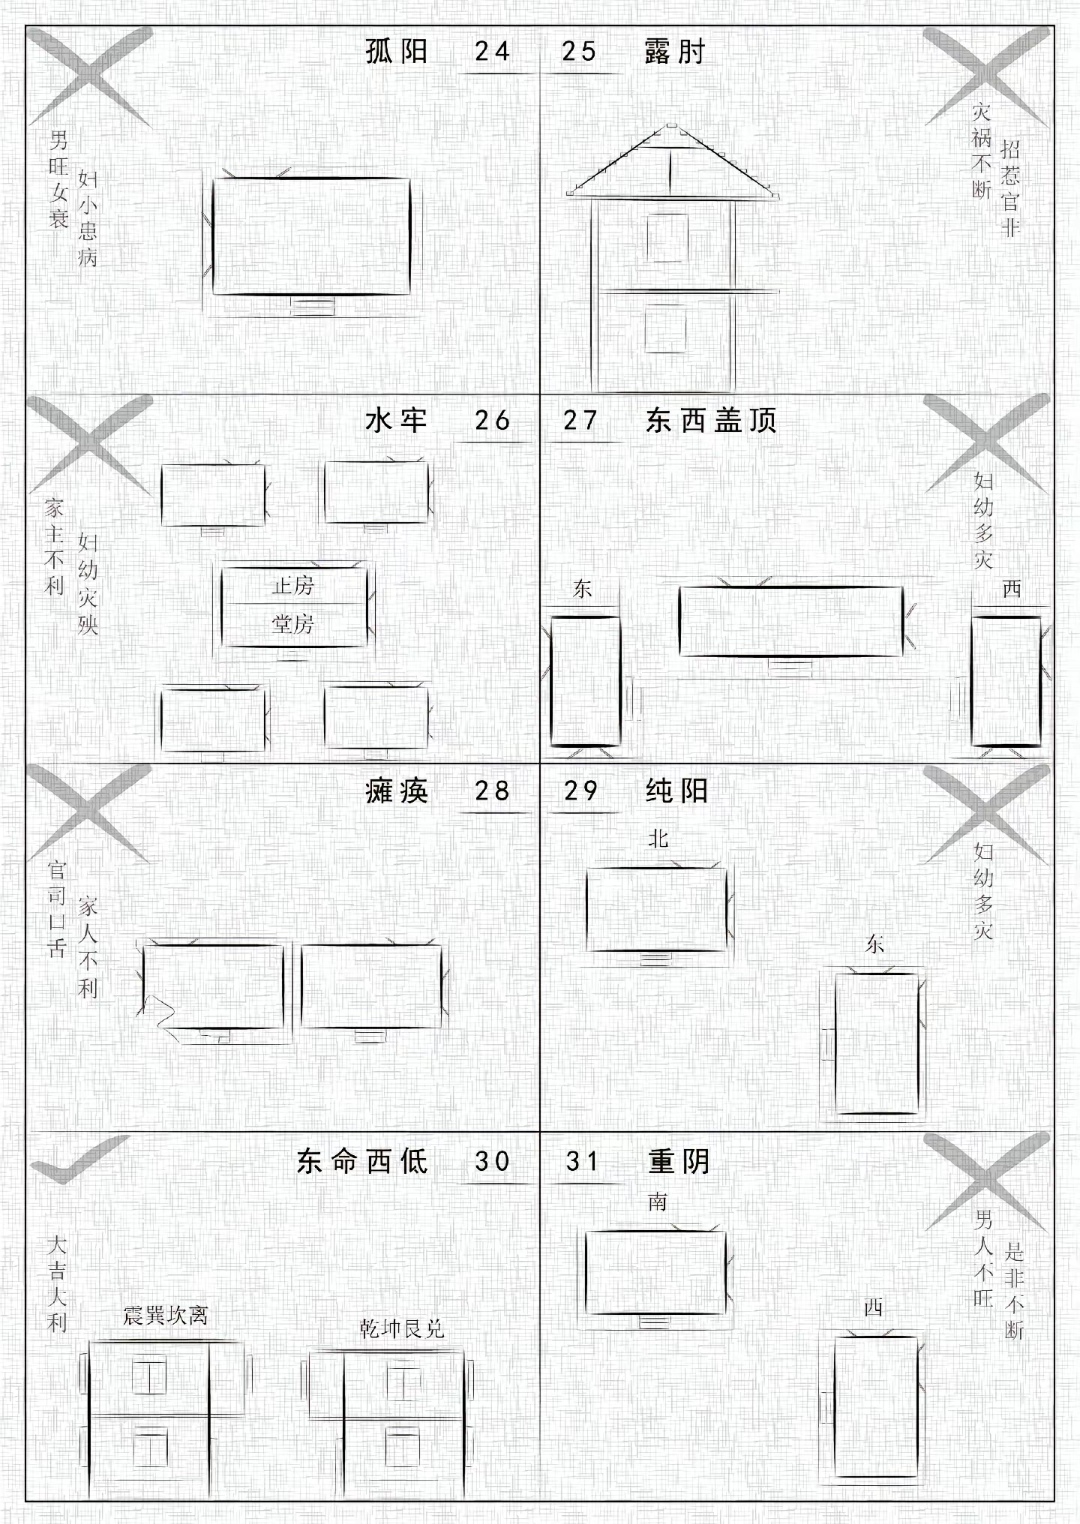 孤阳 24
男旺女衰
妇小患病
25 露肘
灾祸不断
招惹官非
水牢 26
家主不利
妇幼灾殃
正房
堂房
27 东西盖顶
妇幼多灾
东
西
瘫痪 28
官司口舌
家人不利
29 纯阳
妇幼多灾
北
东
东命西低 30
大吉大利
震巽坎离
乾坤艮兑
31 重阴
男人不旺
是非不断
南
西